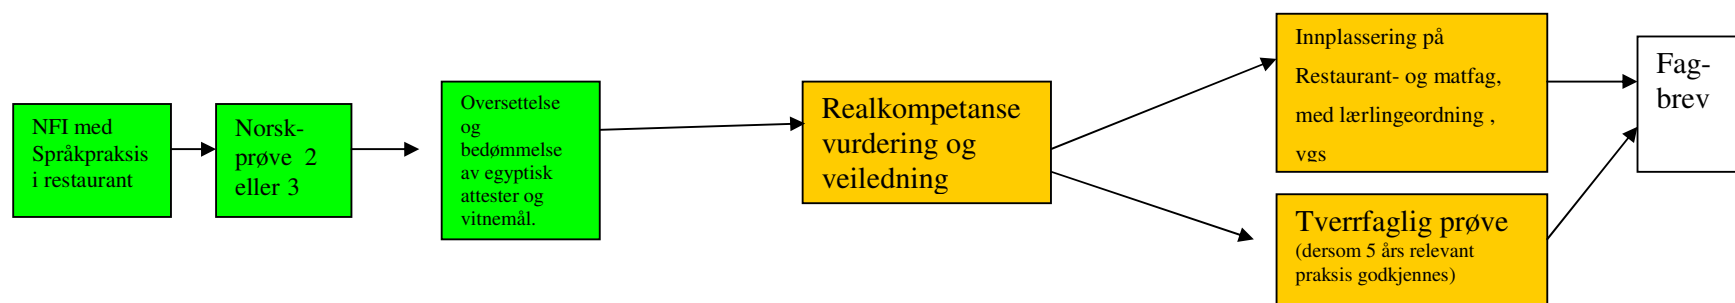 NFI med
Språkpraksis
i restaurant
Norsk-
prøve 2
eller 3
Oversettelse
og
bedømmelse
av egyptisk
attester og
vitnemål.
Realkompetanse
vurdering og
veiledning
Innplassering på
Restaurant- og matfag,
med lærlingeordning ,
vgs
Tverrfaglig prøve
(dersom 5 års relevant
praksis godkjennes)
Fag-
brev